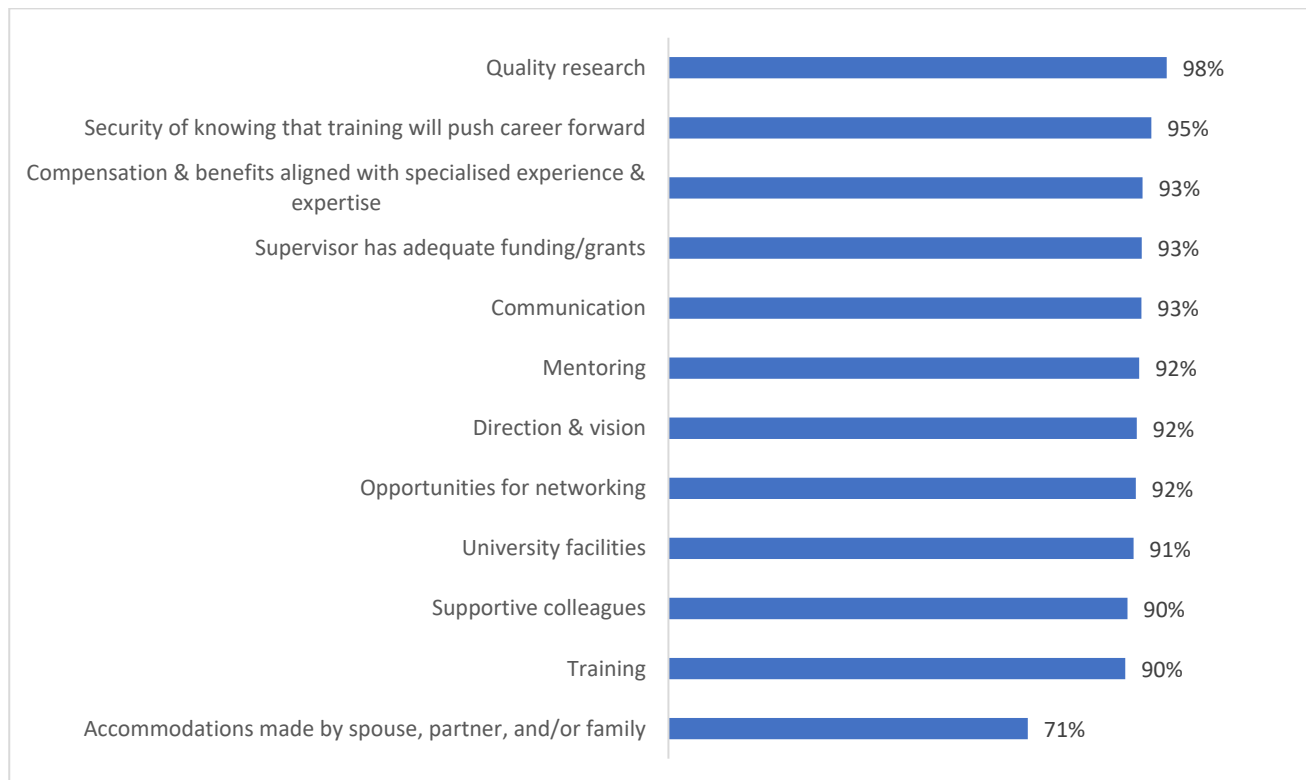 Quality research 98%
Security of knowing that training will push career forward 95%
Compensation & benefits aligned with specialised experience &
expertise 93%
Supervisor has adequate funding/grants 93%
Communication 93%
Mentoring 92%
Direction & vision 92%
Opportunities for networking 92%
University facilities 91%
Supportive colleagues 90%
Training 90%
Accommodations made by spouse, partner, and/or family 71%